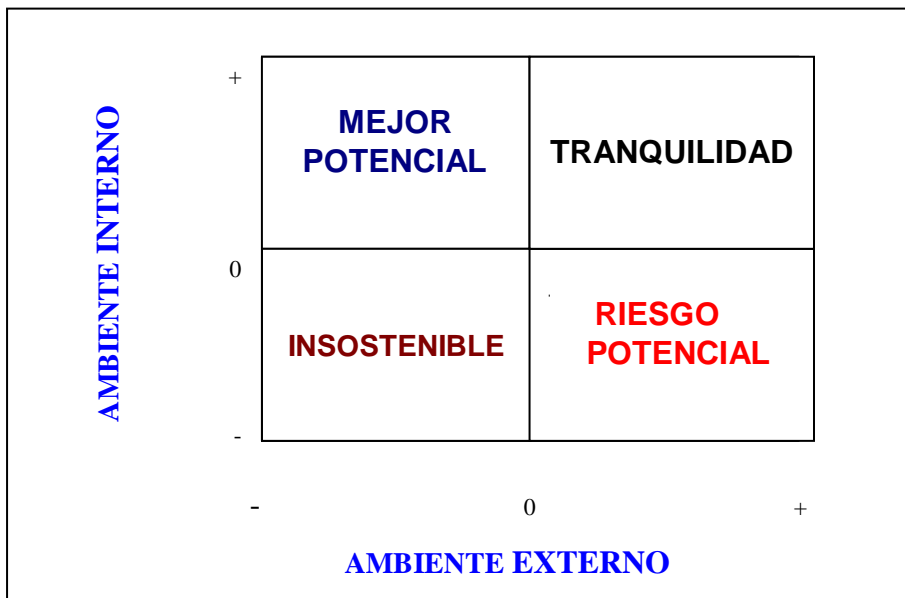 AMBIENTE INTERNO
+
MEJOR
POTENCIAL
TRANQUILIDAD
0
INSOSTENIBLE
RIESGO
POTENCIAL
-
- 0 +
AMBIENTE EXTERNO